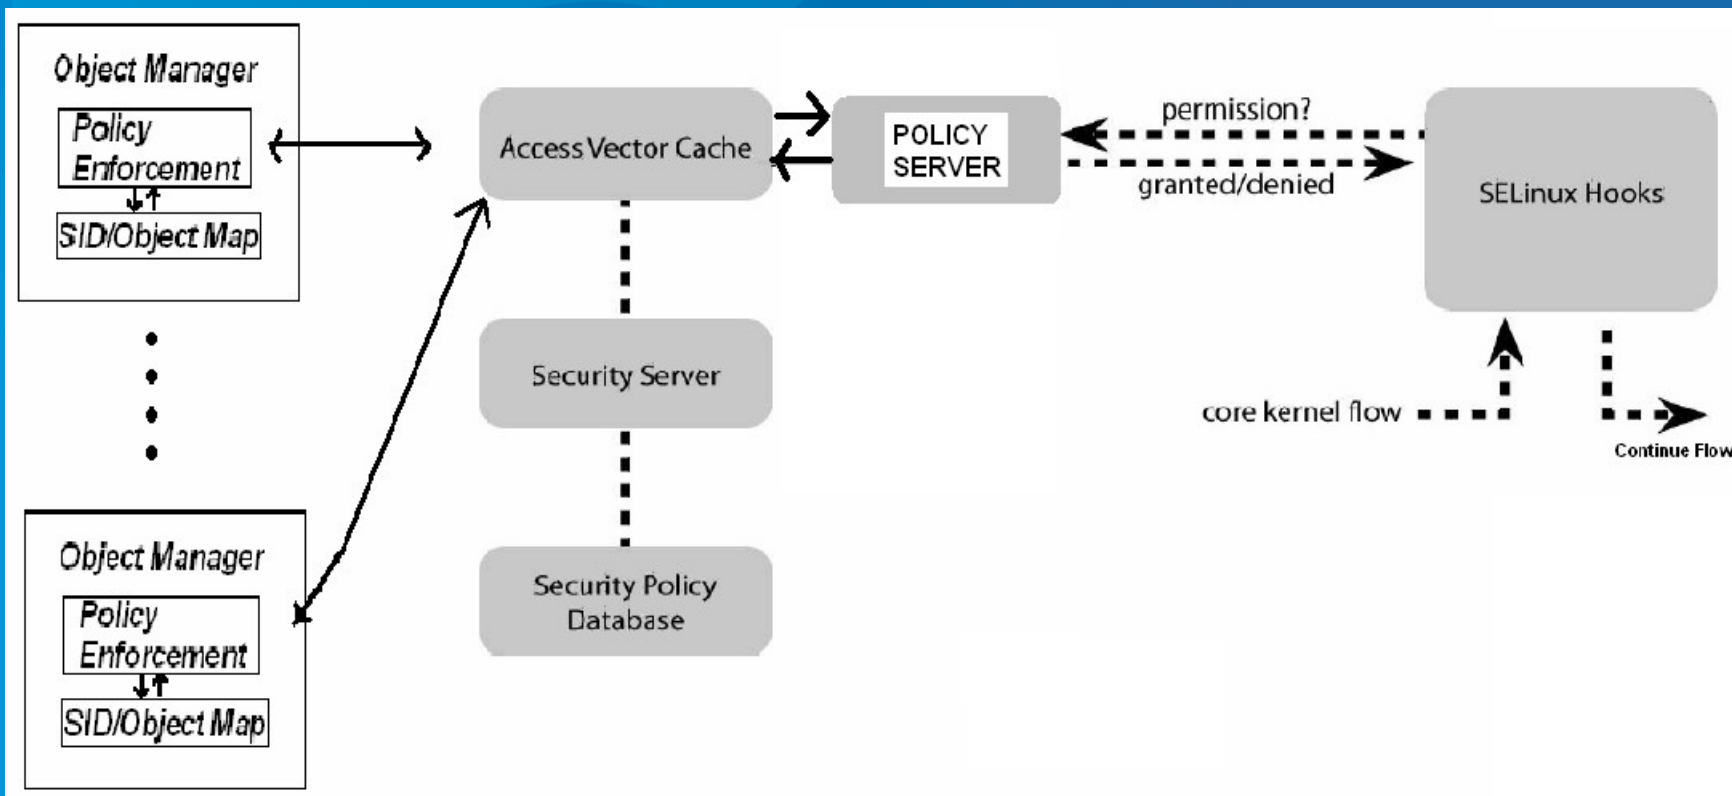 Object Manager
Policy
Enforcement
SID/Object Map
Object Manager
Policy
Enforcement
SID/Object Map
Access Vector Cache
Security Server
Security Policy
Database
POLICY
SERVER
permission?
granted/denied
SELinux Hooks
core kernel flow
Continue Flow